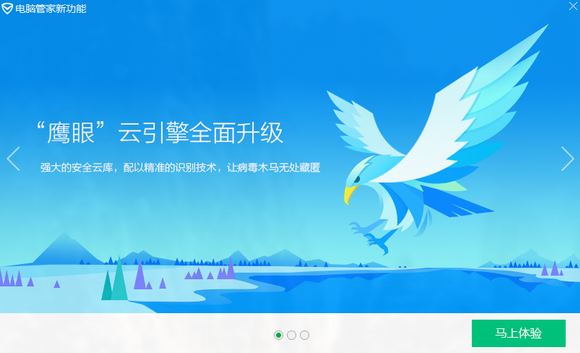 电脑管家新功能
“鹰眼”云引擎全面升级
强大的安全云库，配以精准的识别技术，让病毒木马无处藏匿
马上体验